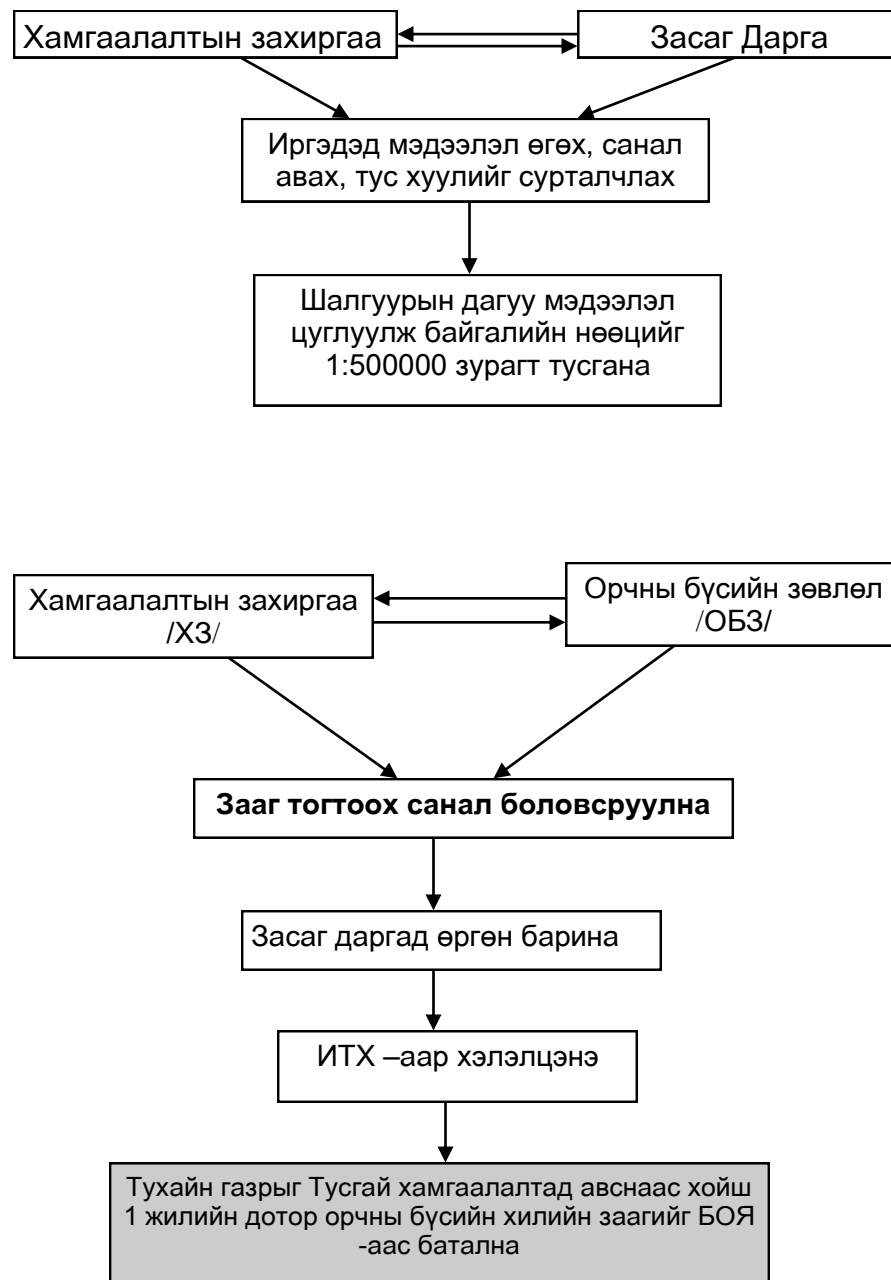 Хамгаалалтын захиргаа
Засаг Дарга
Иргэдэд мэдээлэл өгөх, санал
авах, тус хуулийг сурталчлах
Шалгуурын дагуу мэдээлэл
цуглуулж байгалийн нөөцийг
1:500000 зурагт тусгана
Хамгаалалтын захиргаа
/ХЗ/
Орчны бүсийн зөвлөл
/ОБЗ/
Зааг тогтоох санал боловсруулна
Засаг даргад өргөн барина
ИТХ –аар хэлэлцэнэ
Тухайн газрыг Тусгай хамгаалалтад авснаас хойш
1 жилийн дотор орчны бүсийн хилийн заагийг БОЯ
-аас батална